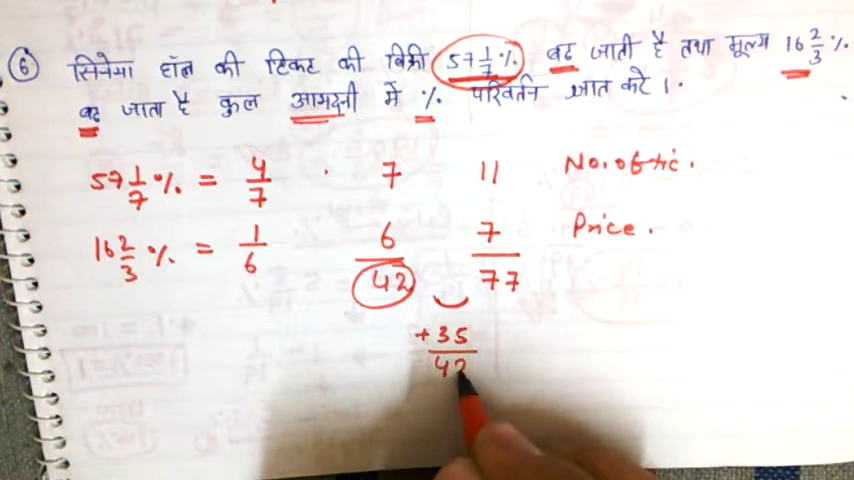 6 सिनेमा हॉल की टिकट की बिक्री 57 1/7 % बढ़ जाती है तथा मूल्य 16 2/3 %
बढ़ जाता है कुल आमदनी में % परिवर्तन ज्ञात करें ।
57 1/7 % = 4/7 7 11 No. of tic.
16 2/3 % = 1/6 6 7 Price.
42 77
+35
42